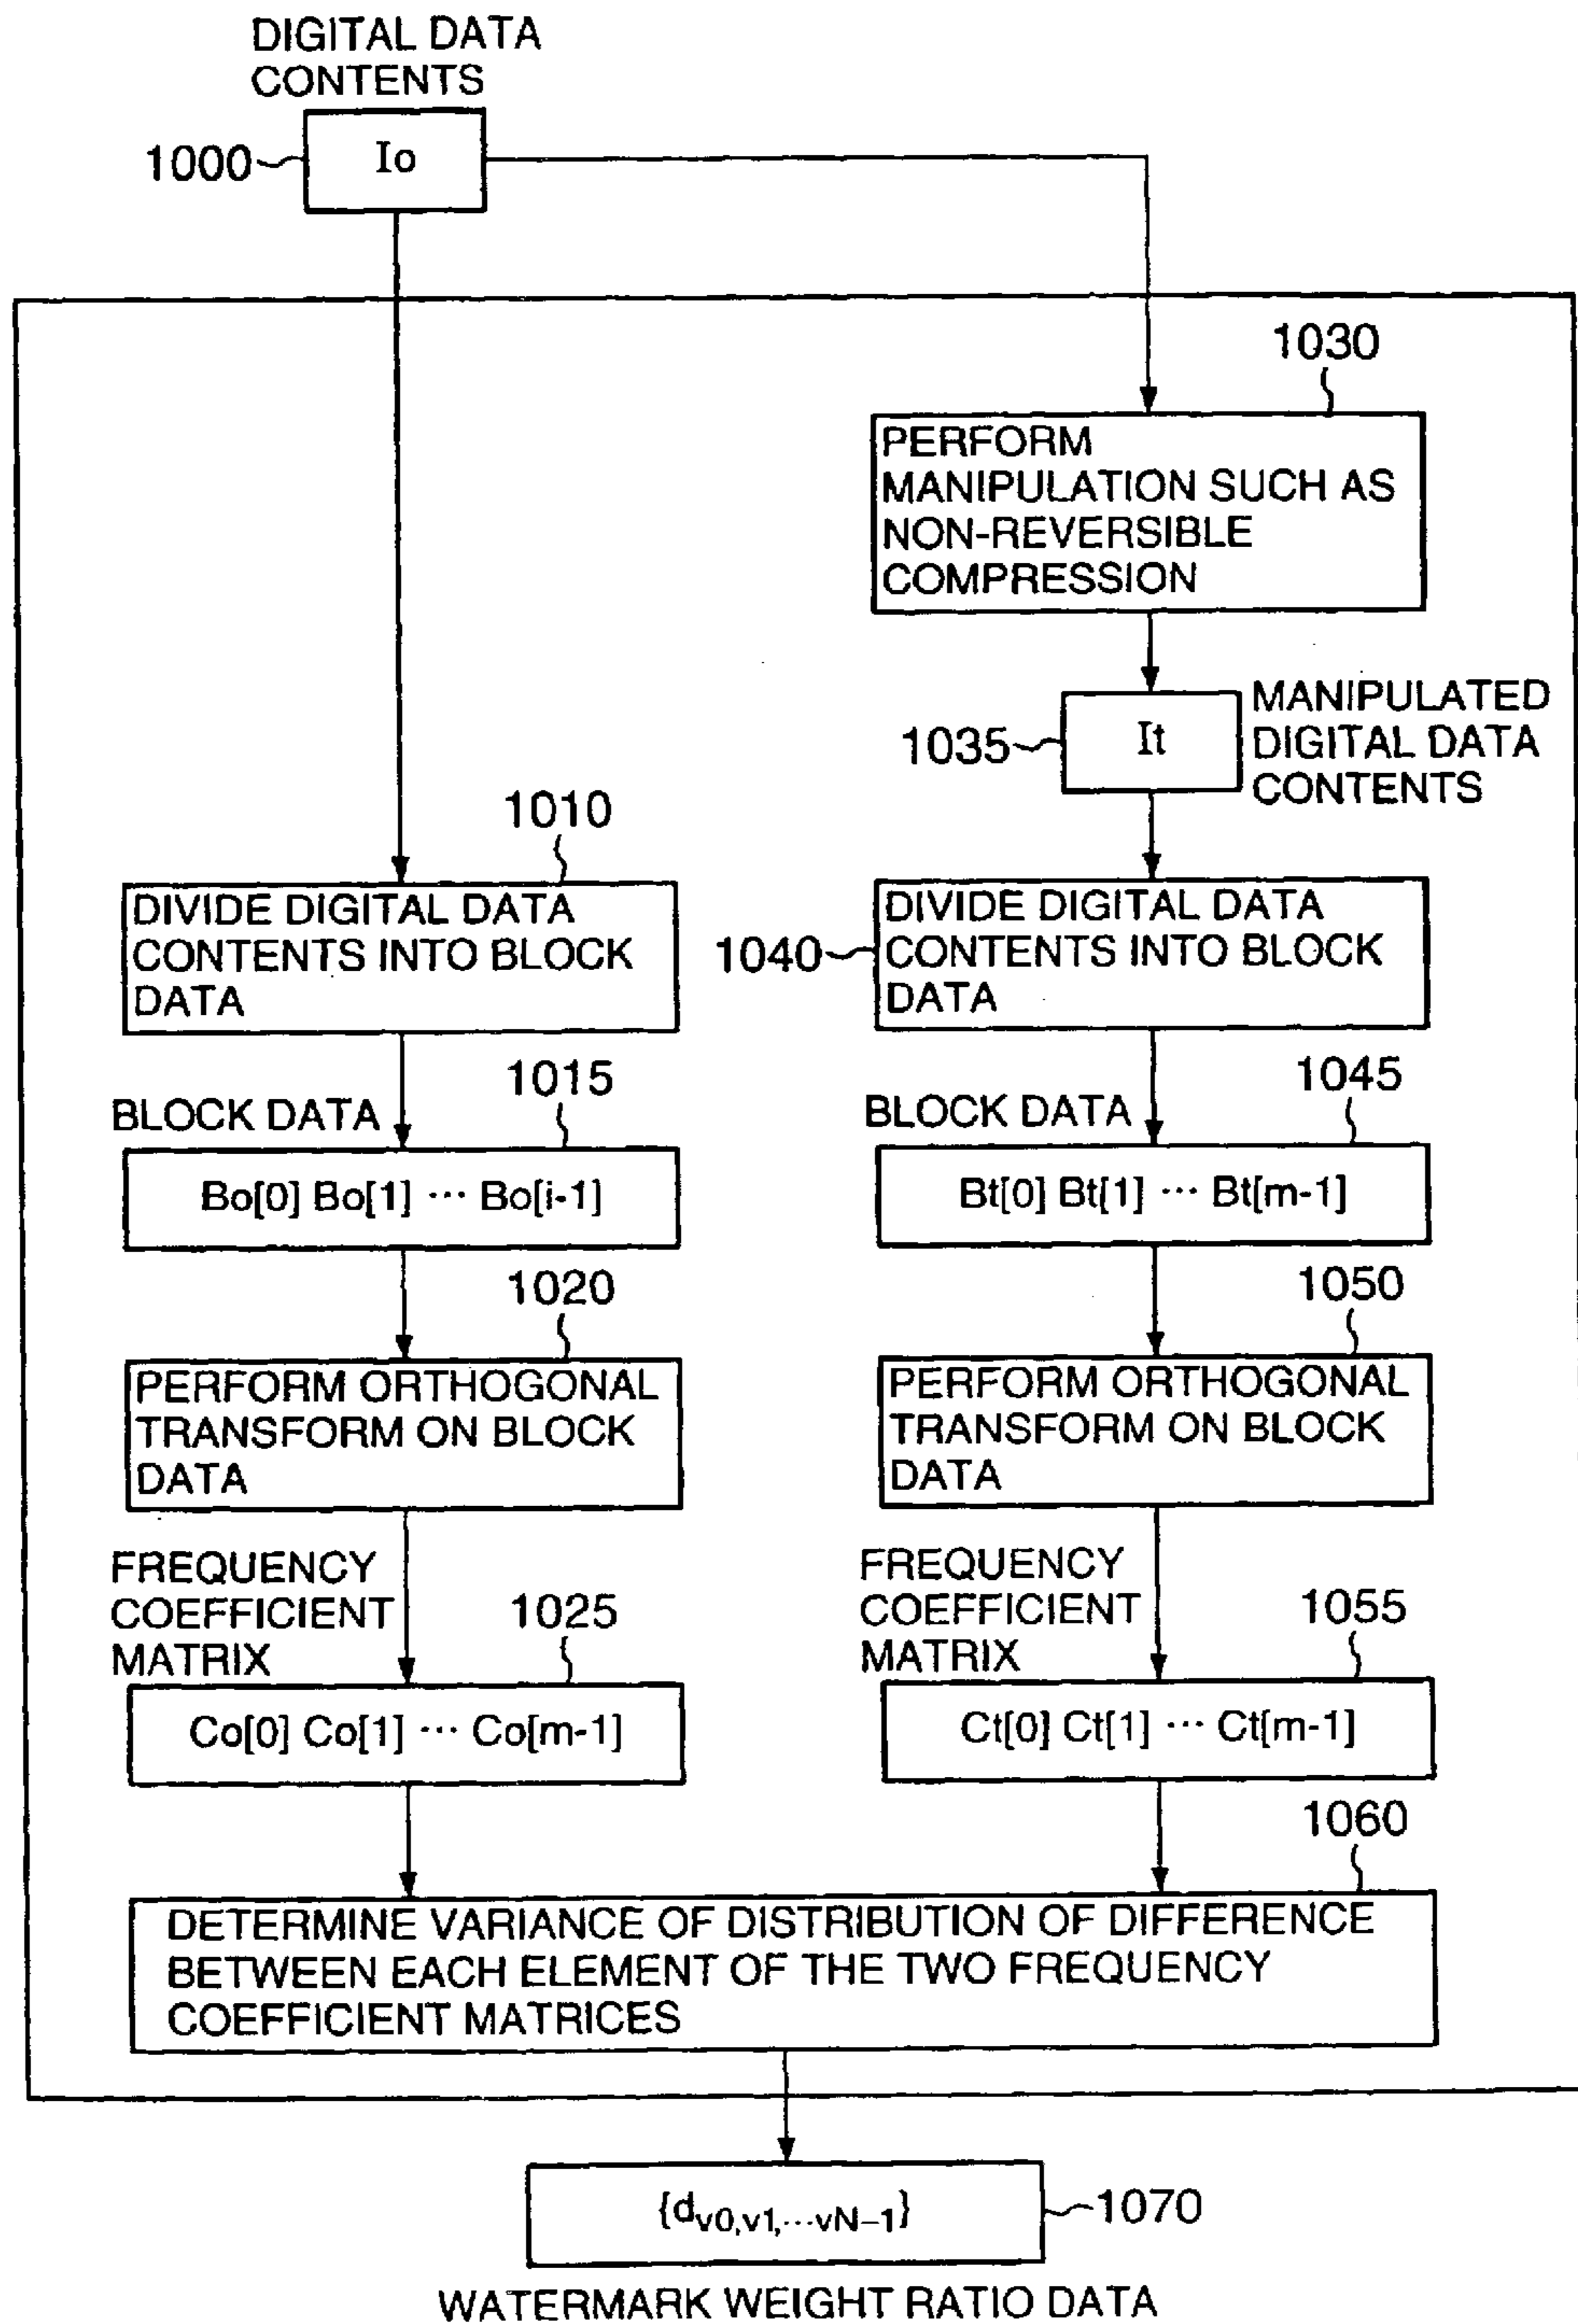 DIGITAL DATA
CONTENTS
1000
Io
1030
PERFORM
MANIPULATION SUCH AS
NON-REVERSIBLE
COMPRESSION
1035
It
MANIPULATED
DIGITAL DATA
CONTENTS
1010
DIVIDE DIGITAL DATA
CONTENTS INTO BLOCK
DATA
1040
DIVIDE DIGITAL DATA
CONTENTS INTO BLOCK
DATA
1015
BLOCK DATA
Bo[0] Bo[1] ··· Bo[i-1]
1045
BLOCK DATA
Bt[0] Bt[1] ··· Bt[m-1]
1020
PERFORM ORTHOGONAL
TRANSFORM ON BLOCK
DATA
1050
PERFORM ORTHOGONAL
TRANSFORM ON BLOCK
DATA
FREQUENCY
COEFFICIENT
MATRIX
1025
Co[0] Co[1] ··· Co[m-1]
FREQUENCY
COEFFICIENT
MATRIX
1055
Ct[0] Ct[1] ··· Ct[m-1]
1060
DETERMINE VARIANCE OF DISTRIBUTION OF DIFFERENCE
BETWEEN EACH ELEMENT OF THE TWO FREQUENCY
COEFFICIENT MATRICES
{dv0,v1,···vN−1}
1070
WATERMARK WEIGHT RATIO DATA